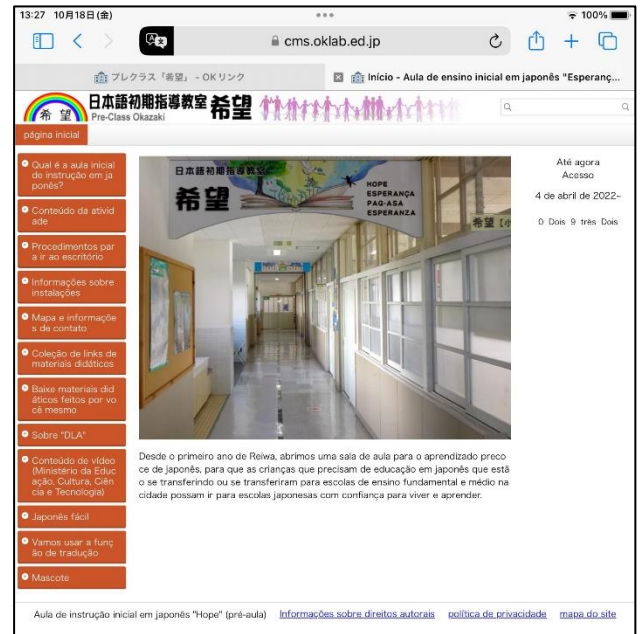 13:27 10月18日(金)
100%
cms.oklab.ed.jp
プレクラス「希望」 - OKリンク
Início - Aula de ensino inicial em japonês "Esperanç...
希望
日本語初期指導教室 希望
Pre-Class Okazaki
página inicial
Qual é a aula inicial
de instrução em ja
ponês?
Conteúdo da ativid
ade
Procedimentos par
a ir ao escritório
Informações sobre
instalações
Mapa e informaçõe
s de contato
Coleção de links de
materiais didáticos
Baixe materiais did
áticos feitos por vo
cê mesmo
Sobre "DLA"
Conteúdo de vídeo
(Ministério da Educ
ação, Cultura, Ciên
cia e Tecnologia)
Japonês fácil
Vamos usar a funç
ão de tradução
Mascote
日本語初期指導教室
希望
HOPE
ESPERANÇA
PAG-ASA
ESPERANZA
希望
Desde o primeiro ano de Reiwa, abrimos uma sala de aula para o aprendizado preco
ce de japonês, para que as crianças que precisam de educação em japonês que estã
o se transferindo ou se transferiram para escolas de ensino fundamental e médio na
cidade possam ir para escolas japonesas com confiança para viver e aprender.
Até agora
Acesso
4 de abril de 2022~
0 Dois 9 três Dois
Aula de instrução inicial em japonês "Hope" (pré-aula)
Informações sobre direitos autorais
política de privacidade
mapa do site